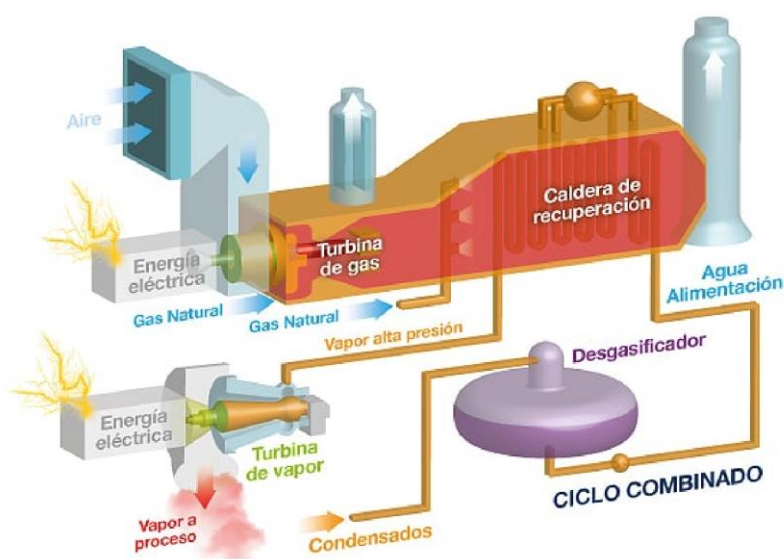 Aire
Energía
eléctrica
Turbina
de gas
Caldera de
recuperación
Gas Natural
Gas Natural
Agua
Alimentación
Vapor alta presión
Desgasificador
Energía
eléctrica
Turbina
de vapor
Vapor a
proceso
Condensados
CICLO COMBINADO